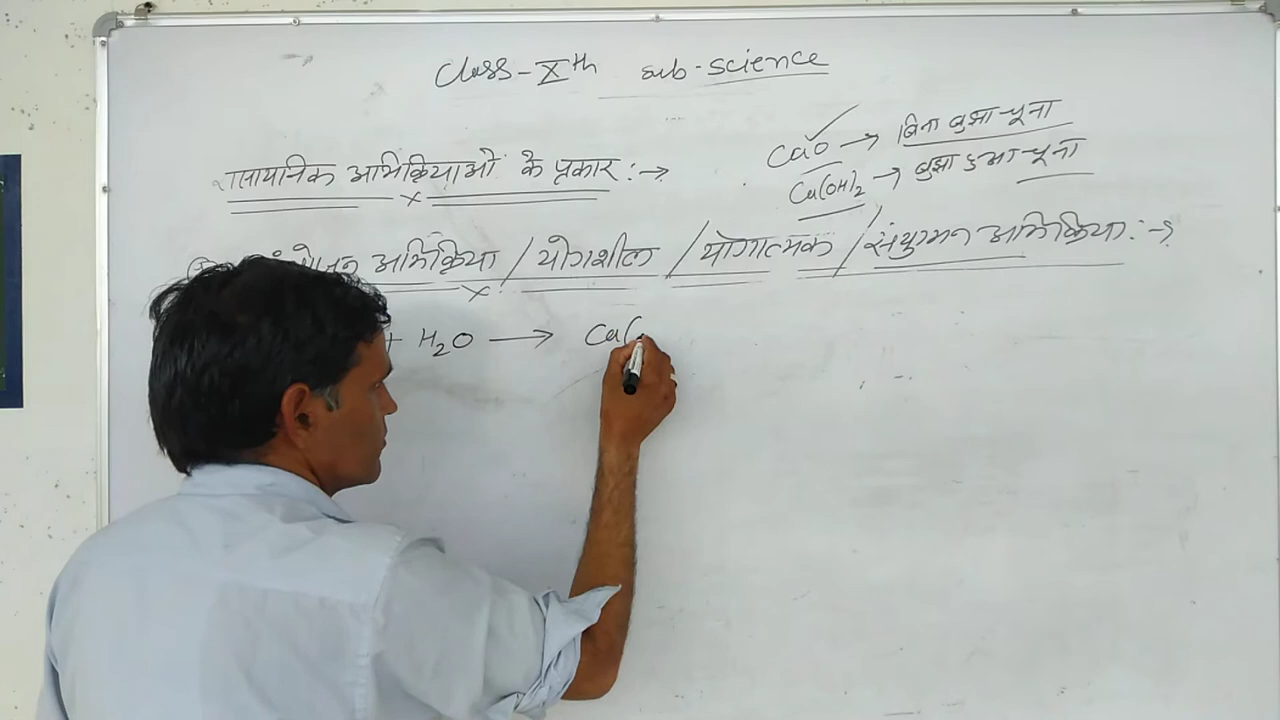 Class-Xth sub-science
CaO → बिना बुझा चूना
रासायनिक अभिक्रियाओं के प्रकार :→
Ca(OH)2 → बुझा हुआ चूना
अभिक्रिया / योगशील / योगात्मक / संयुग्मन अभिक्रिया :→
+ H2O → Ca(